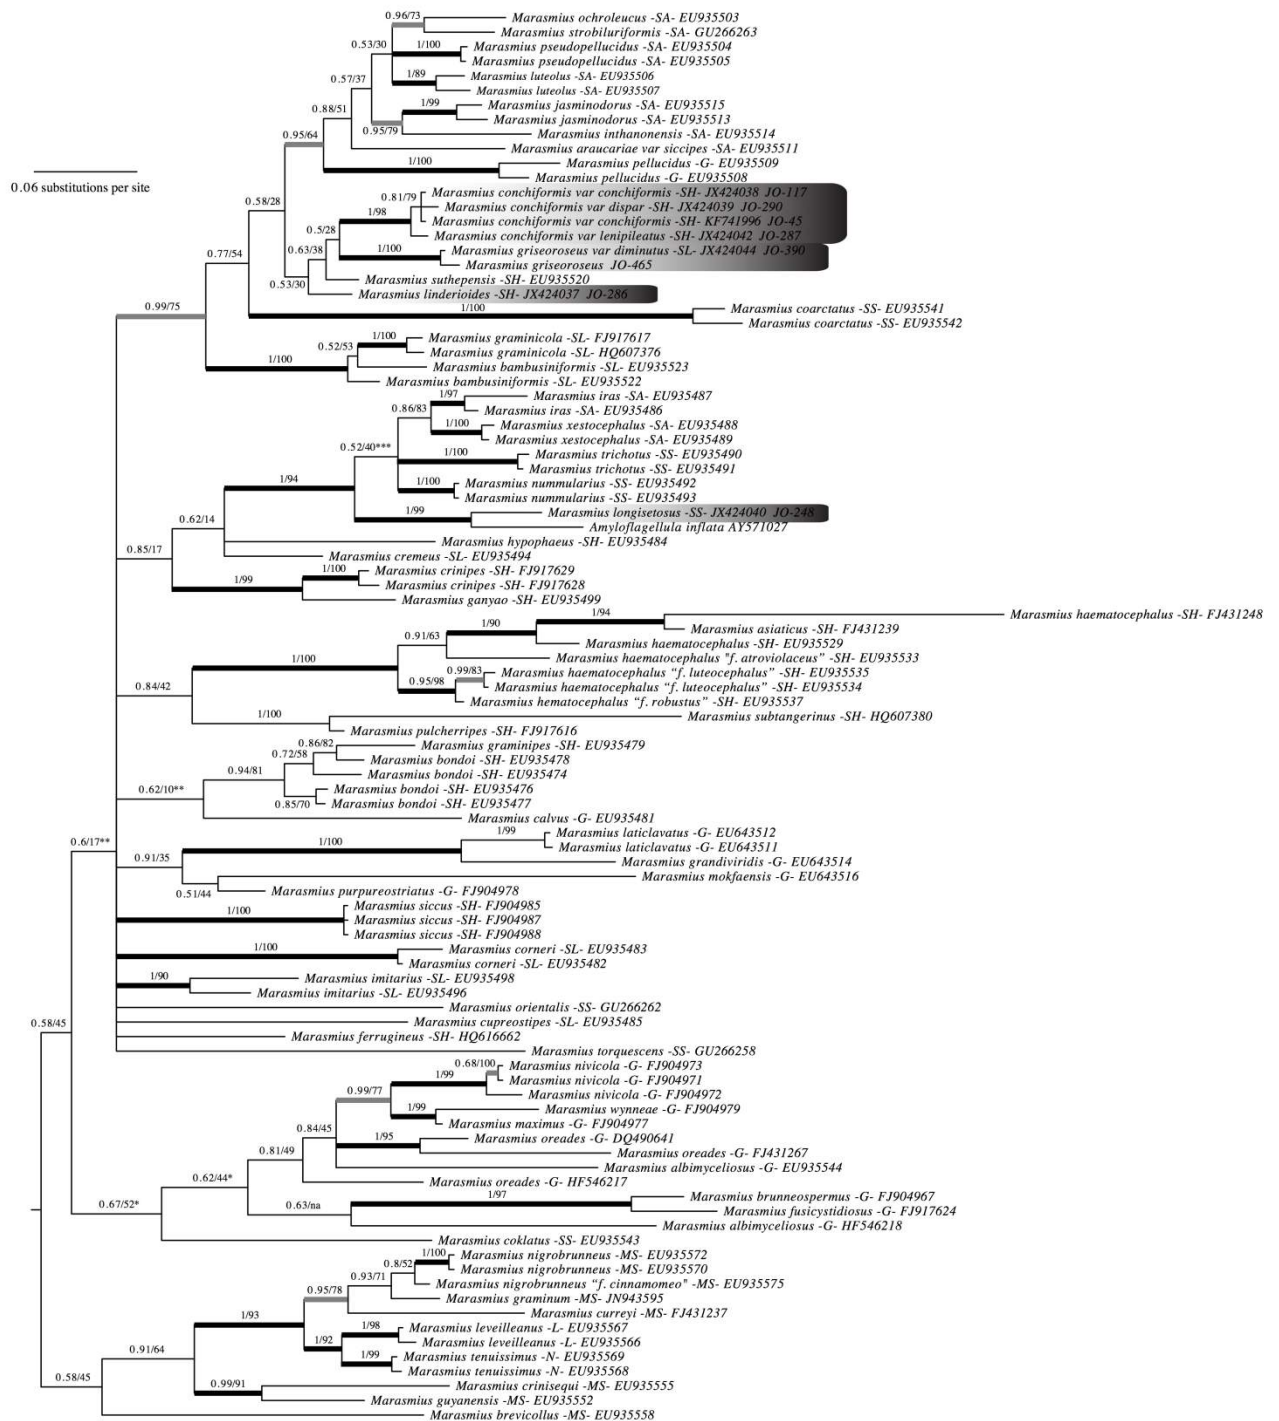 0.96/73
Marasmius ochroleucus -SA- EU935503
Marasmius strobiluriformis -SA- GU266263
0.53/30
1/100
Marasmius pseudopellucidus -SA- EU935504
Marasmius pseudopellucidus -SA- EU935505
0.57/37
1/89
Marasmius luteolus -SA- EU935506
Marasmius luteolus -SA- EU935507
0.88/51
1/99
Marasmius jasminodorus -SA- EU935515
Marasmius jasminodorus -SA- EU935513
0.95/64
0.95/79
Marasmius inthanonensis -SA- EU935514
Marasmius araucariae var siccipes -SA- EU935511
1/100
Marasmius pellucidus -G- EU935509
Marasmius pellucidus -G- EU935508
0.06 substitutions per site
0.58/28
0.81/79
Marasmius conchiformis var conchiformis -SH- JX424038 JO-117
Marasmius conchiformis var dispar -SH- JX424039 JO-290
1/98
Marasmius conchiformis var conchiformis -SH- KF741996 JO-45
Marasmius conchiformis var lenipileatus -SH- JX424042 JO-287
0.5/28
0.63/38
1/100
Marasmius griseoroseus var diminutus -SL- JX424044 JO-390
Marasmius griseoroseus JO-465
0.77/54
Marasmius suthepensis -SH- EU935520
0.53/30
Marasmius linderioides -SH- JX424037 JO-286
0.99/75
1/100
Marasmius coarctatus -SS- EU935541
Marasmius coarctatus -SS- EU935542
1/100
Marasmius graminicola -SL- FJ917617
0.52/53
Marasmius graminicola -SL- HQ607376
1/100
Marasmius bambusiniformis -SL- EU935523
Marasmius bambusiniformis -SL- EU935522
1/97
Marasmius iras -SA- EU935487
0.86/83
Marasmius iras -SA- EU935486
1/100
Marasmius xestocephalus -SA- EU935488
Marasmius xestocephalus -SA- EU935489
0.52/40***
1/100
Marasmius trichotus -SS- EU935490
Marasmius trichotus -SS- EU935491
1/94
1/100
Marasmius nummularius -SS- EU935492
Marasmius nummularius -SS- EU935493
1/99
Marasmius longisetosus -SS- JX424040 JO-248
Amyloflagellula inflata AY571027
0.62/14
Marasmius hypophaeus -SH- EU935484
0.85/17
Marasmius cremeus -SL- EU935494
1/100
Marasmius crinipes -SH- FJ917629
1/99
Marasmius crinipes -SH- FJ917628
Marasmius ganyao -SH- EU935499
1/94
Marasmius haematocephalus -SH- FJ431248
1/90
Marasmius asiaticus -SH- FJ431239
0.91/63
Marasmius haematocephalus -SH- EU935529
1/100
Marasmius haematocephalus "f. atroviolaceus" -SH- EU935533
0.99/83
Marasmius haematocephalus “f. luteocephalus” -SH- EU935535
0.95/98
Marasmius haematocephalus “f. luteocephalus” -SH- EU935534
0.84/42
Marasmius hematocephalus “f. robustus” -SH- EU935537
1/100
Marasmius subtangerinus -SH- HQ607380
Marasmius pulcherripes -SH- FJ917616
0.86/82
Marasmius graminipes -SH- EU935479
0.72/58
Marasmius bondoi -SH- EU935478
0.94/81
Marasmius bondoi -SH- EU935474
0.62/10**
Marasmius bondoi -SH- EU935476
0.85/70
Marasmius bondoi -SH- EU935477
Marasmius calvus -G- EU935481
0.6/17**
1/99
Marasmius laticlavatus -G- EU643512
1/100
Marasmius laticlavatus -G- EU643511
0.91/35
Marasmius grandiviridis -G- EU643514
Marasmius mokfaensis -G- EU643516
0.51/44
Marasmius purpureostriatus -G- FJ904978
Marasmius siccus -SH- FJ904985
1/100
Marasmius siccus -SH- FJ904987
Marasmius siccus -SH- FJ904988
1/100
Marasmius corneri -SL- EU935483
Marasmius corneri -SL- EU935482
1/90
Marasmius imitarius -SL- EU935498
Marasmius imitarius -SL- EU935496
Marasmius orientalis -SS- GU266262
0.58/45
Marasmius cupreostipes -SL- EU935485
Marasmius ferrugineus -SH- HQ616662
Marasmius torquescens -SS- GU266258
0.68/100
Marasmius nivicola -G- FJ904973
1/99
Marasmius nivicola -G- FJ904971
0.99/77
Marasmius nivicola -G- FJ904972
1/99
Marasmius wynneae -G- FJ904979
Marasmius maximus -G- FJ904977
0.84/45
1/95
Marasmius oreades -G- DQ490641
0.81/49
Marasmius oreades -G- FJ431267
Marasmius albimyceliosus -G- EU935544
0.62/44*
Marasmius oreades -G- HF546217
1/97
Marasmius brunneospermus -G- FJ904967
0.67/52*
0.63/na
Marasmius fusicystidiosus -G- FJ917624
Marasmius albimyceliosus -G- HF546218
Marasmius coklatus -SS- EU935543
1/100
Marasmius nigrobrunneus -MS- EU935572
0.8/52
Marasmius nigrobrunneus -MS- EU935570
0.93/71
Marasmius nigrobrunneus “f. cinnamomeo" -MS- EU935575
0.95/78
Marasmius graminum -MS- JN943595
Marasmius curreyi -MS- FJ431237
1/93
1/98
Marasmius leveilleanus -L- EU935567
1/92
Marasmius leveilleanus -L- EU935566
1/99
Marasmius tenuissimus -N- EU935569
0.91/64
Marasmius tenuissimus -N- EU935568
0.58/45
0.99/91
Marasmius crinisequi -MS- EU935555
Marasmius guyanensis -MS- EU935552
Marasmius brevicollus -MS- EU935558